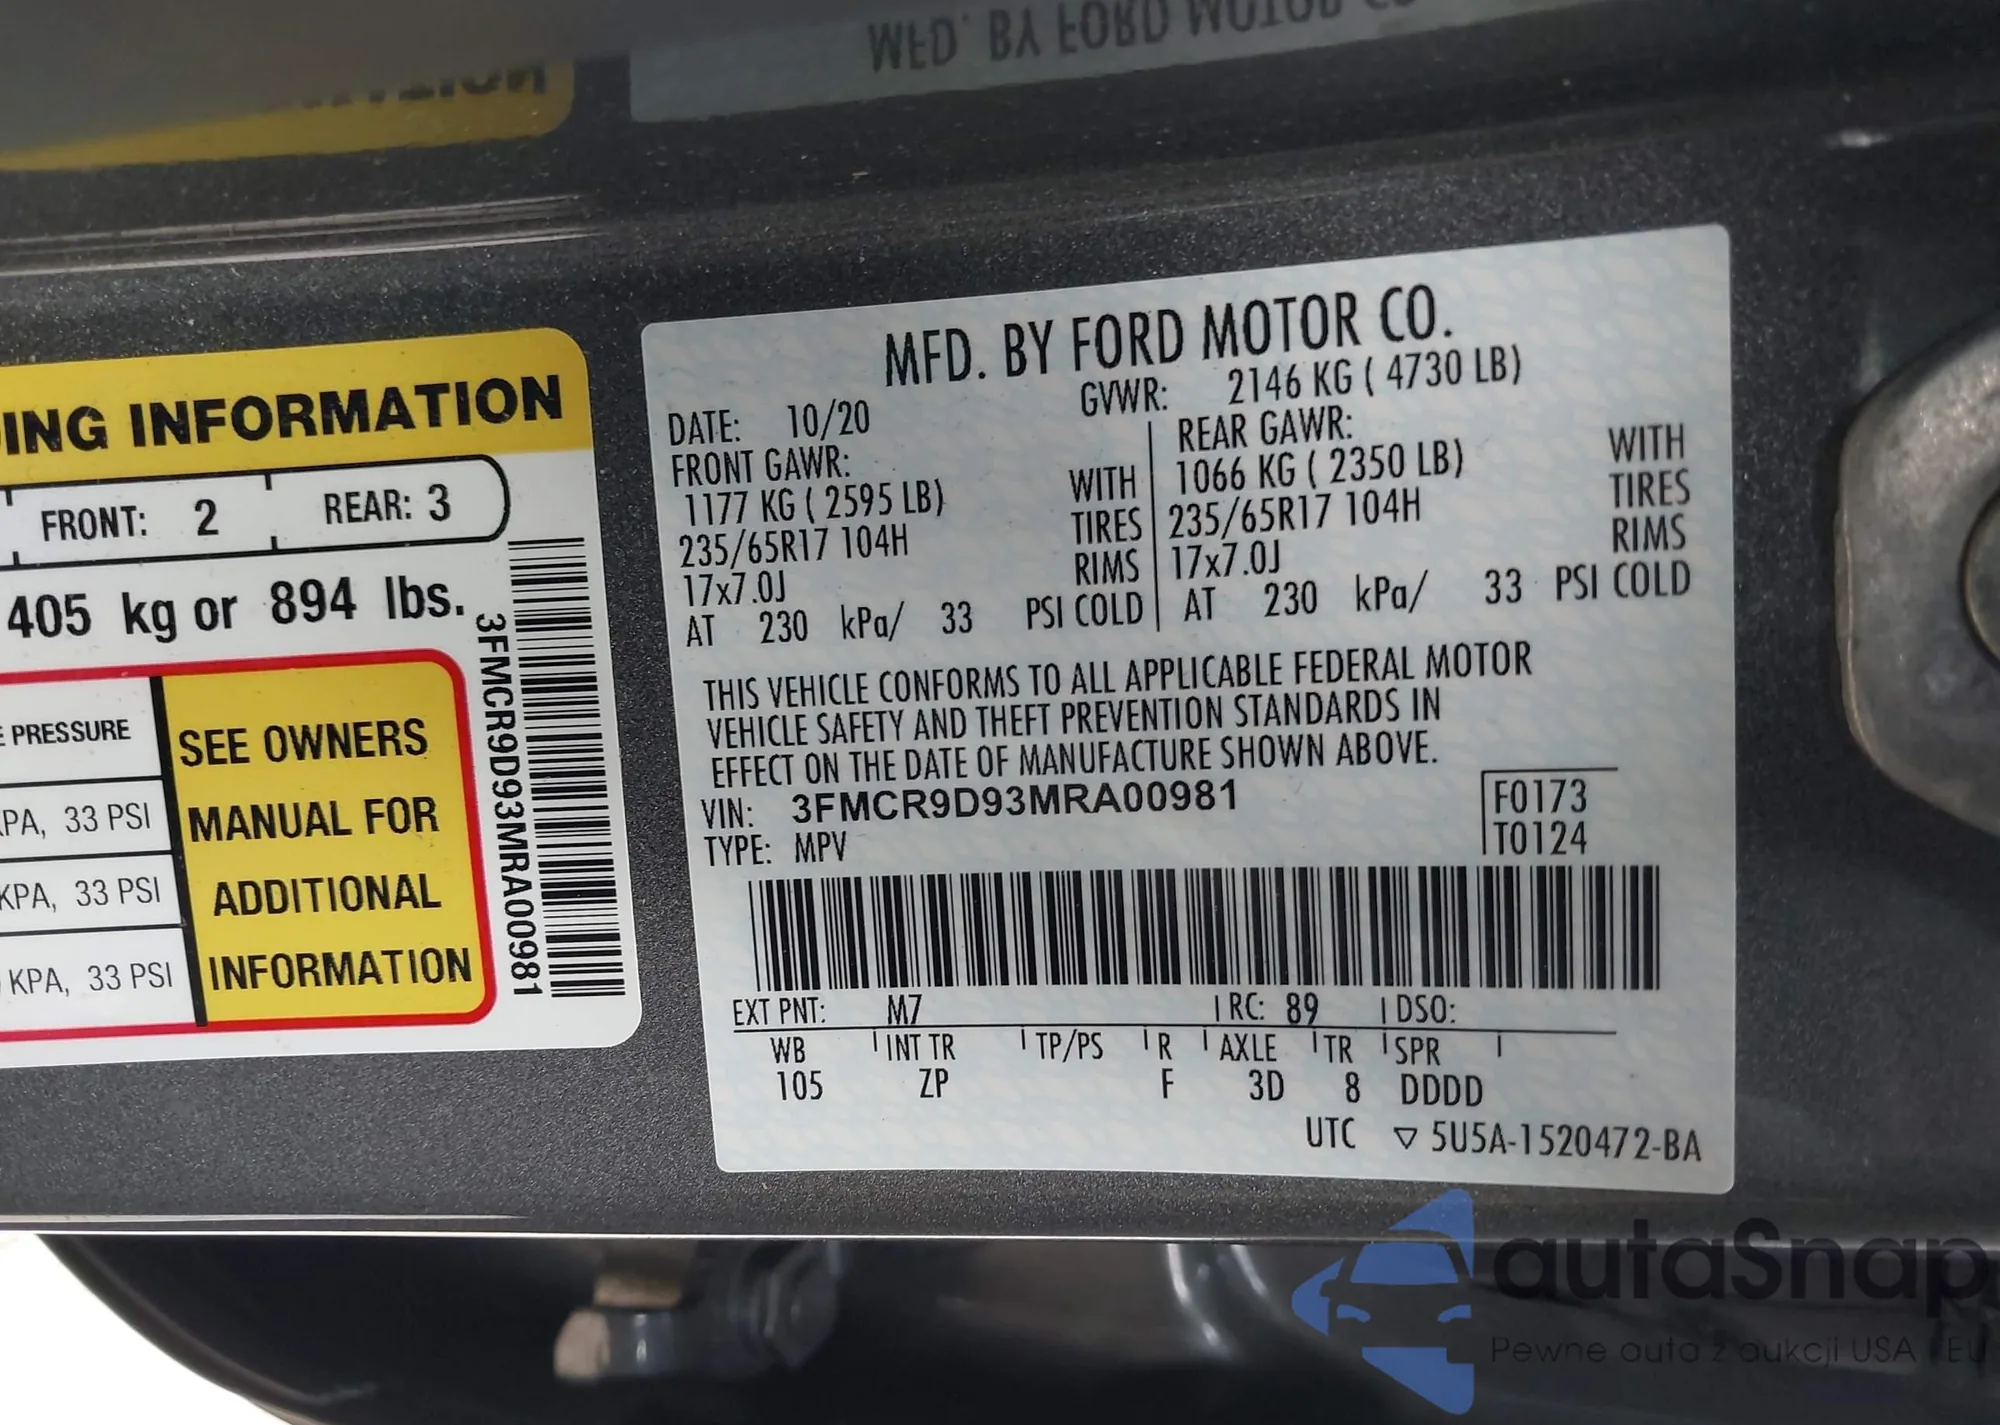 MFD. BY FORD MOTOR CO
ING INFORMATION
FRONT: 2 REAR: 3
405 kg or 894 lbs.
3FMCR9D93MRA00981
PRESSURE
33 PSI
KPA, 33 PSI
KPA, 33 PSI
SEE OWNERS
MANUAL FOR
ADDITIONAL
INFORMATION
MFD. BY FORD MOTOR CO.
DATE: 10/20 GVWR: 2146 KG ( 4730 LB)
FRONT GAWR: REAR GAWR:
1177 KG ( 2595 LB) WITH 1066 KG ( 2350 LB) WITH
235/65R17 104H TIRES 235/65R17 104H TIRES
17x7.0J RIMS 17x7.0J RIMS
AT 230 kPa/ 33 PSI COLD AT 230 kPa/ 33 PSI COLD
THIS VEHICLE CONFORMS TO ALL APPLICABLE FEDERAL MOTOR
VEHICLE SAFETY AND THEFT PREVENTION STANDARDS IN
EFFECT ON THE DATE OF MANUFACTURE SHOWN ABOVE.
VIN: 3FMCR9D93MRA00981 F0173
TYPE: MPV T0124
EXT PNT: M7 RC: 89 DSO:
WB INT TR TP/PS R AXLE TR SPR
105 ZP F 3D 8 DDDD
UTC ▽ 5U5A-1520472-BA
autaSnap
Pewne auta z aukcji USA i EU